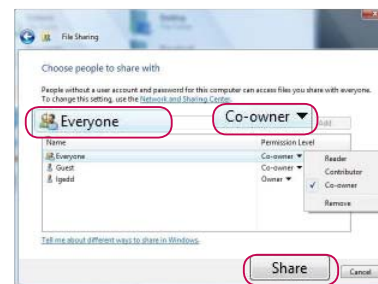 File Sharing
Choose people to share with
People without a user account and password for this computer can access files you share with everyone.
To change this setting, use the Network and Sharing Center.
Everyone
Co-owner
Add
Name
Permission Level
Everyone
Co-owner
Guest
Co-owner
lgedd
Owner
Reader
Contributor
Co-owner
Remove
Tell me about different ways to share in Windows.
Share
Cancel